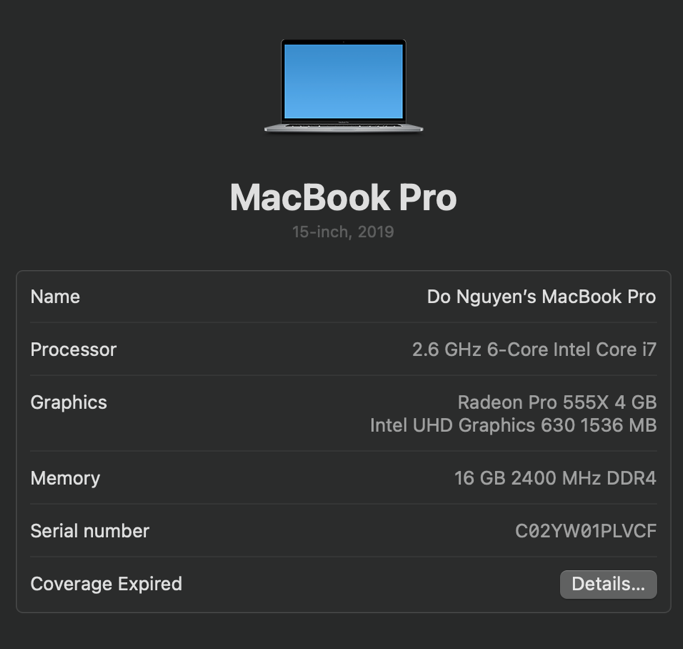 MacBook Pro
15-inch, 2019
Name Do Nguyen’s MacBook Pro
Processor 2.6 GHz 6-Core Intel Core i7
Graphics Radeon Pro 555X 4 GB
Intel UHD Graphics 630 1536 MB
Memory 16 GB 2400 MHz DDR4
Serial number C02YW01PLVCF
Coverage Expired Details...